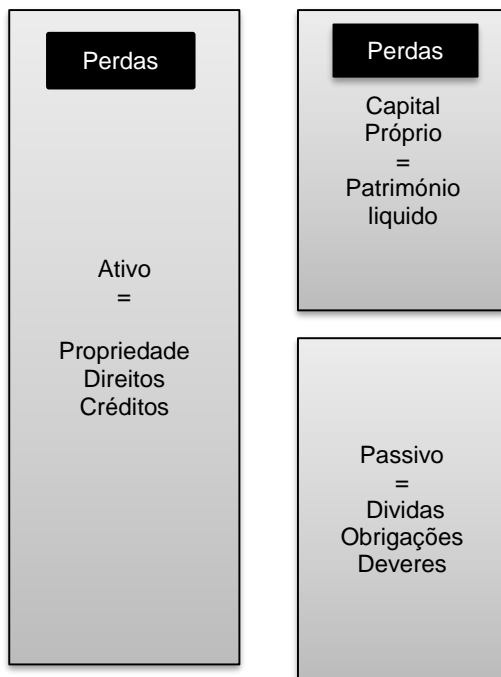 Perdas
Ativo
=
Propriedade
Direitos
Créditos
Perdas
Capital
Próprio
=
Património
liquido
Passivo
=
Dividas
Obrigações
Deveres